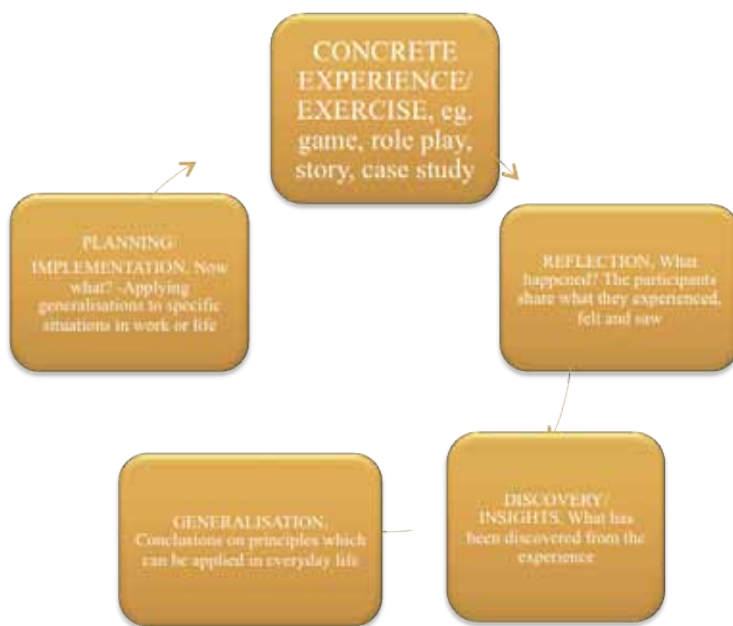 CONCRETE
EXPERIENCE/
EXERCISE, eg.
game, role play,
story, case study
REFLECTION, What
happened? The participants
share what they experienced,
felt and saw
DISCOVERY/
INSIGHTS. What has
been discovered from the
experience
GENERALISATION.
Conclusions on principles which
can be applied in everyday life
PLANNING/
IMPLEMENTATION. Now
what? -Applying
generalisations to specific
situations in work or life